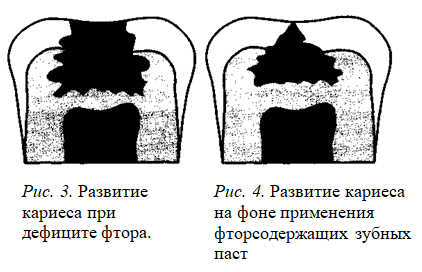 Рис. 3. Развитие
кариеса при
дефиците фтора.
Рис. 4. Развитие кариеса
на фоне применения
фторсодержащих зубных
паст